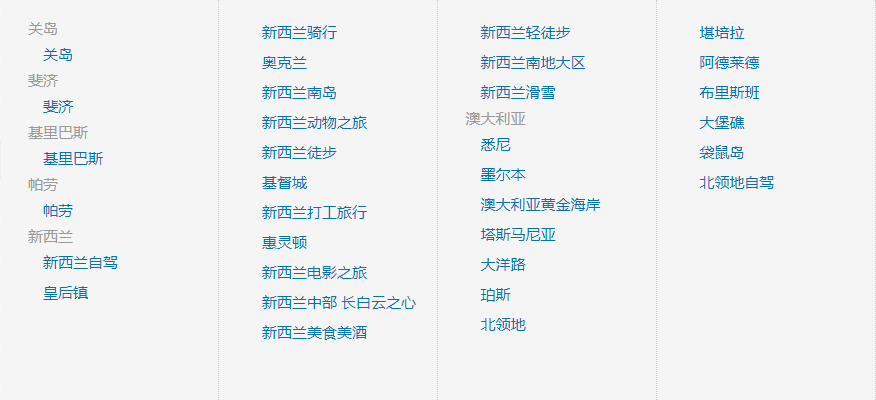 关岛
关岛
斐济
斐济
基里巴斯
基里巴斯
帕劳
帕劳
新西兰
新西兰自驾
皇后镇
新西兰骑行
奥克兰
新西兰南岛
新西兰动物之旅
新西兰徒步
基督城
新西兰打工旅行
惠灵顿
新西兰电影之旅
新西兰中部 长白云之心
新西兰美食美酒
新西兰轻徒步
新西兰南地大区
新西兰滑雪
澳大利亚
悉尼
墨尔本
澳大利亚黄金海岸
塔斯马尼亚
大洋路
珀斯
北领地
堪培拉
阿德莱德
布里斯班
大堡礁
袋鼠岛
北领地自驾